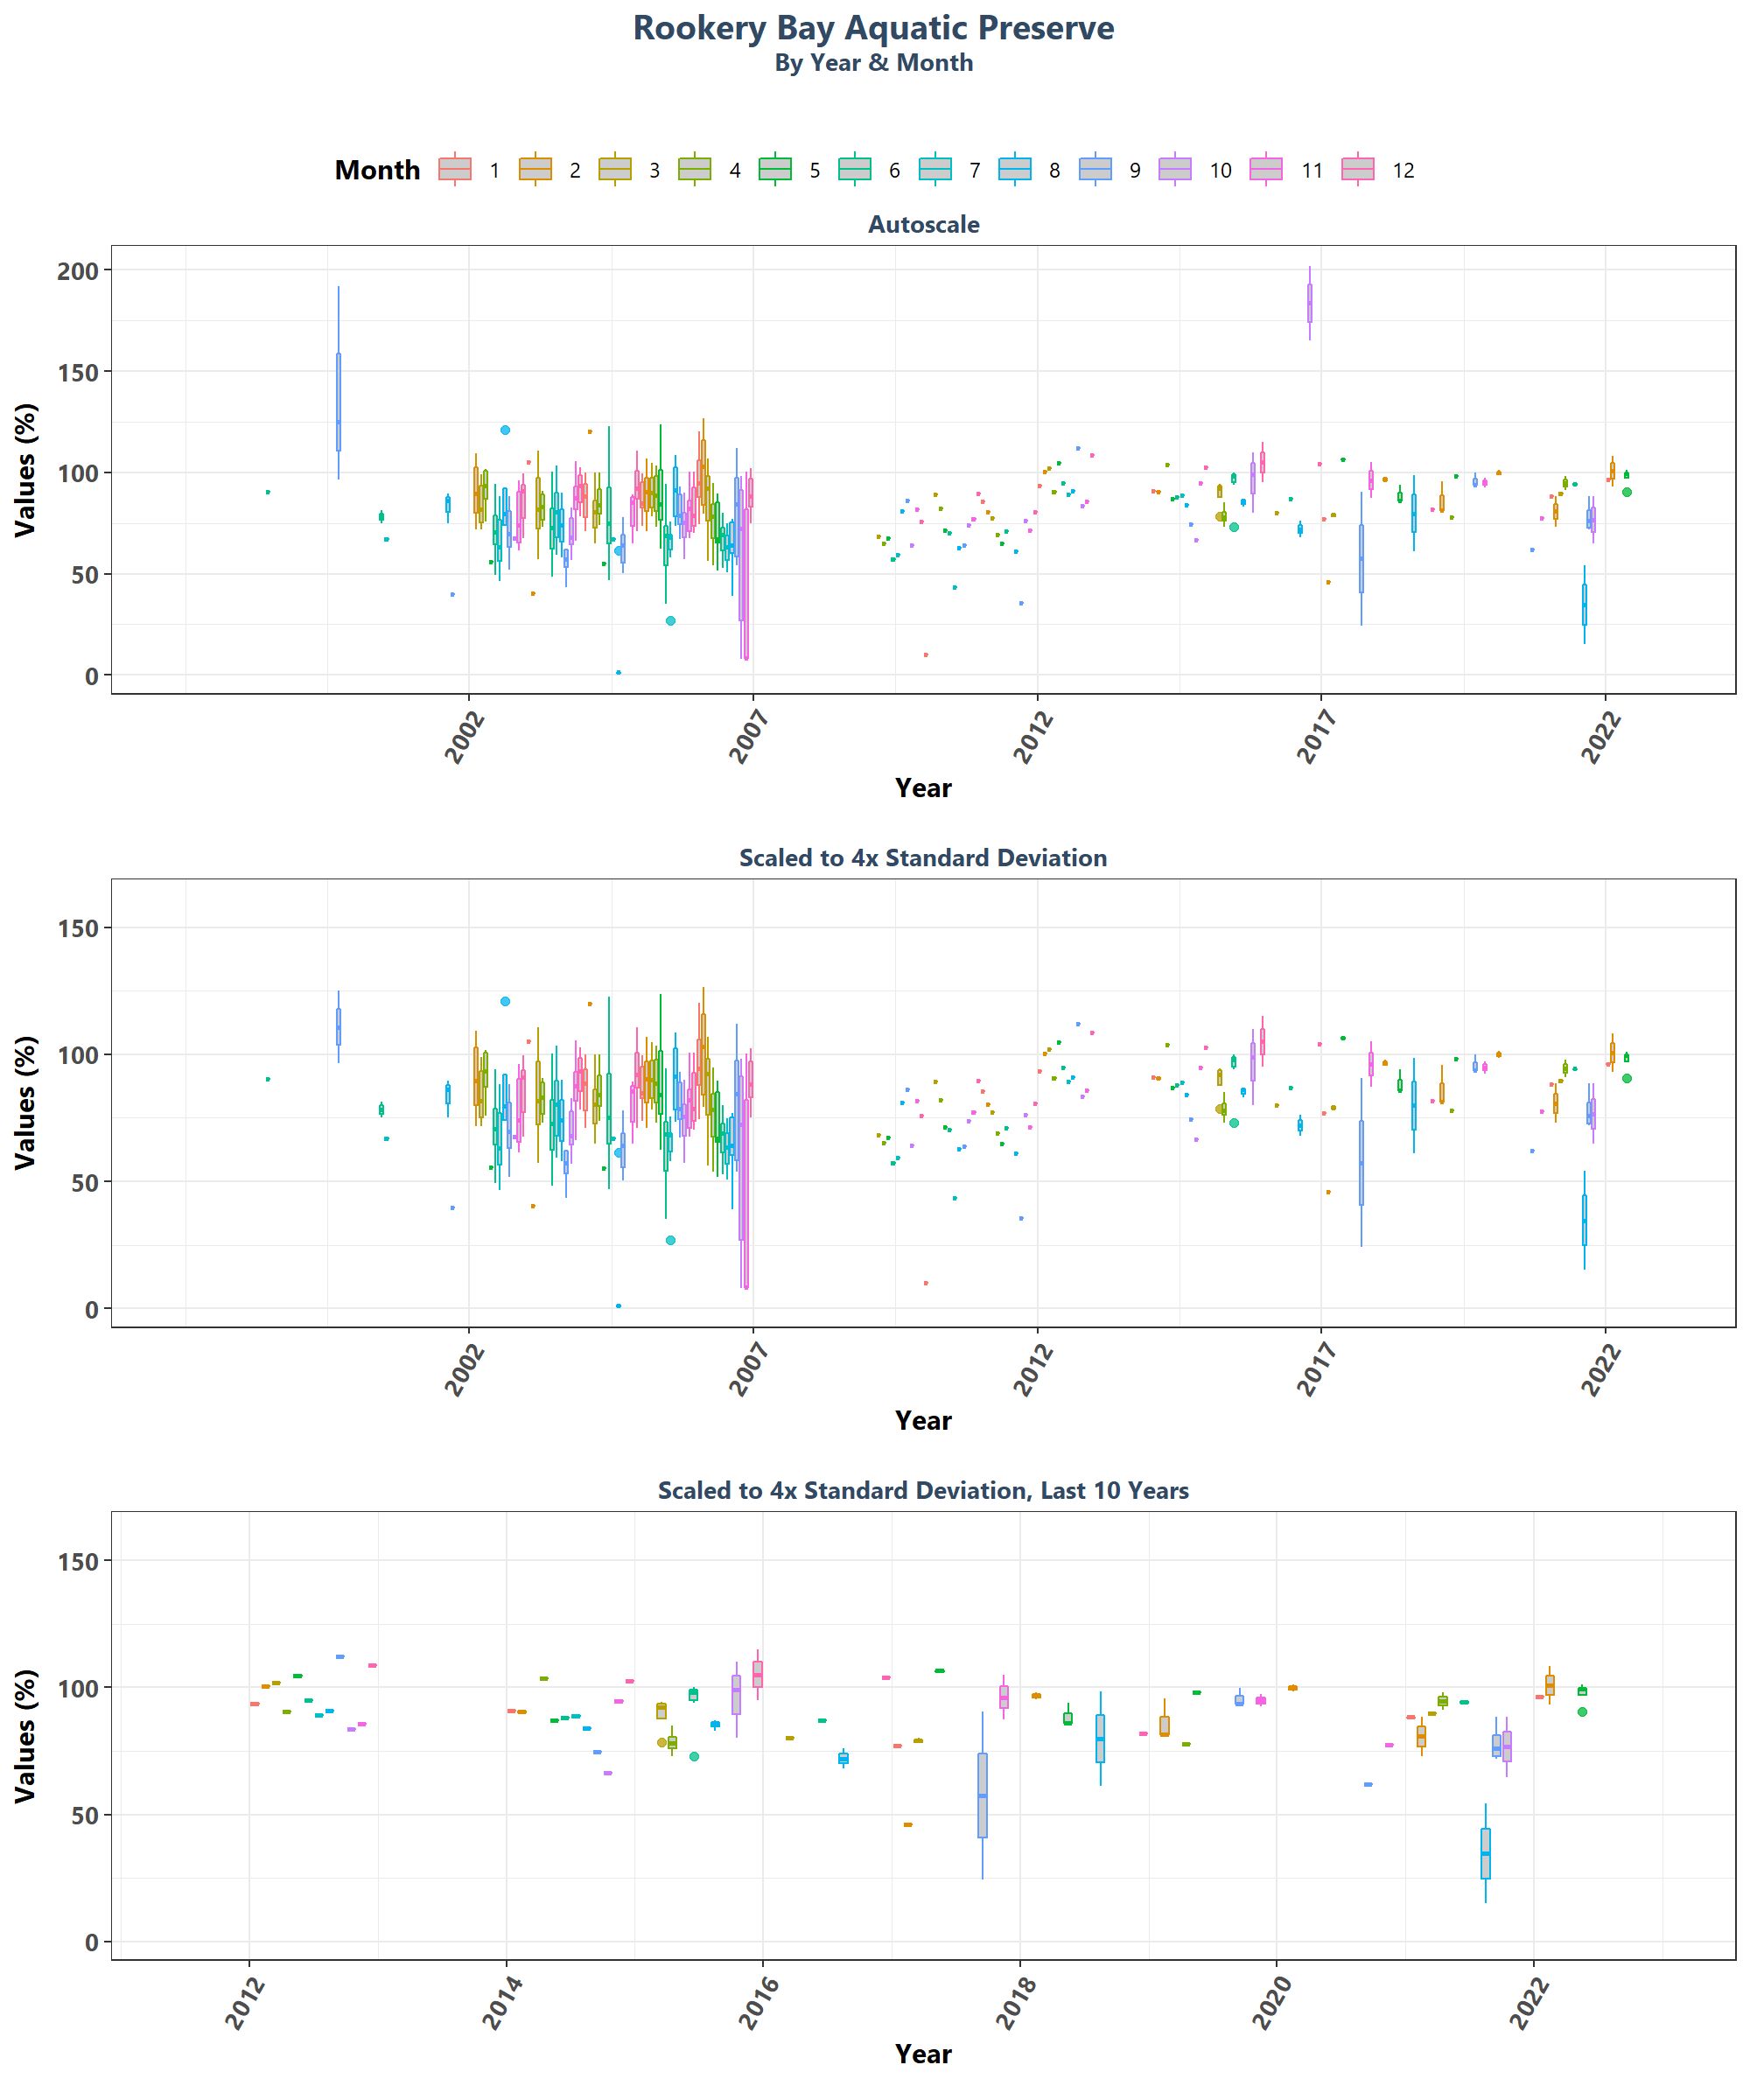 Rookery Bay Aquatic Preserve
By Year & Month
Month 1 2 3 4 5 6 7 8 9 10 11 12
Autoscale
Values (%)
200
150
100
50
0
2002 2007 2012 2017 2022
Year
Scaled to 4x Standard Deviation
Values (%)
150
100
50
0
2002 2007 2012 2017 2022
Year
Scaled to 4x Standard Deviation, Last 10 Years
Values (%)
150
100
50
0
2012 2014 2016 2018 2020 2022
Year